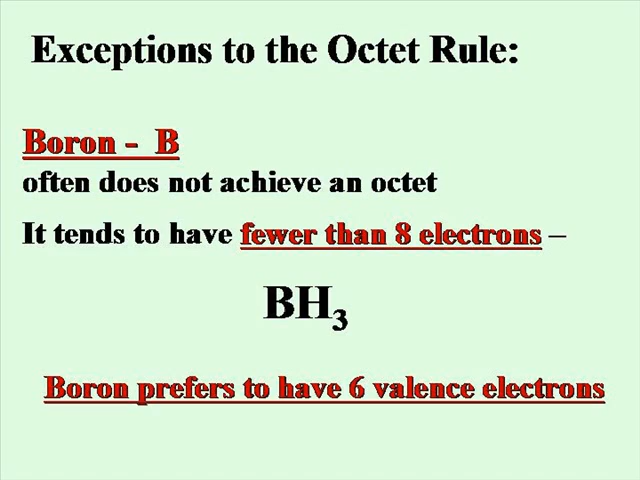 Exceptions to the Octet Rule:
Boron - B
often does not achieve an octet
It tends to have fewer than 8 electrons –
BH₃
Boron prefers to have 6 valence electrons